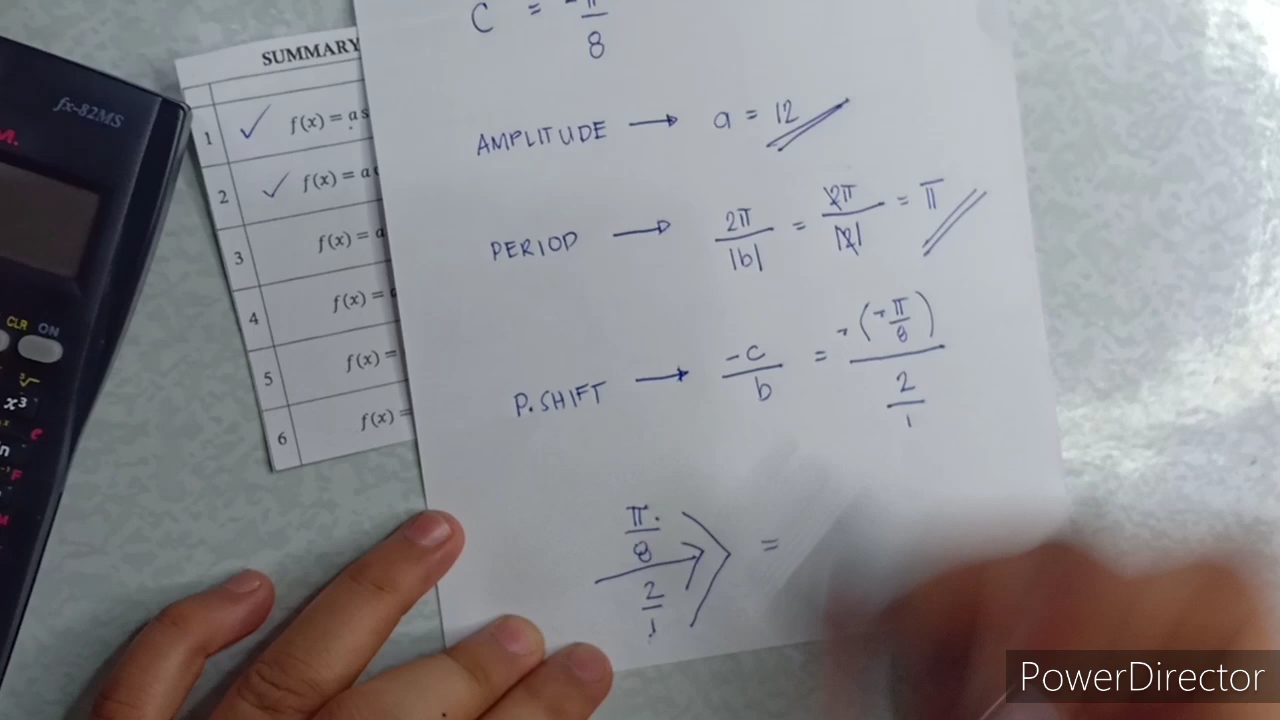 C = -π/8
SUMMARY
1 ✓ f(x) = a s
2 ✓ f(x) = a
3 f(x) = a
4 f(x) =
5 f(x) =
6 f(x) =
fx-82MS
M.
CLR ON
x³
e
F
M
AMPLITUDE → a = 12
PERIOD → 2π/|b| = 2π/|2| = π
P.SHIFT → -c/b = -(-π/8)/(2/1)
(π/8)/(2/1) =
PowerDirector